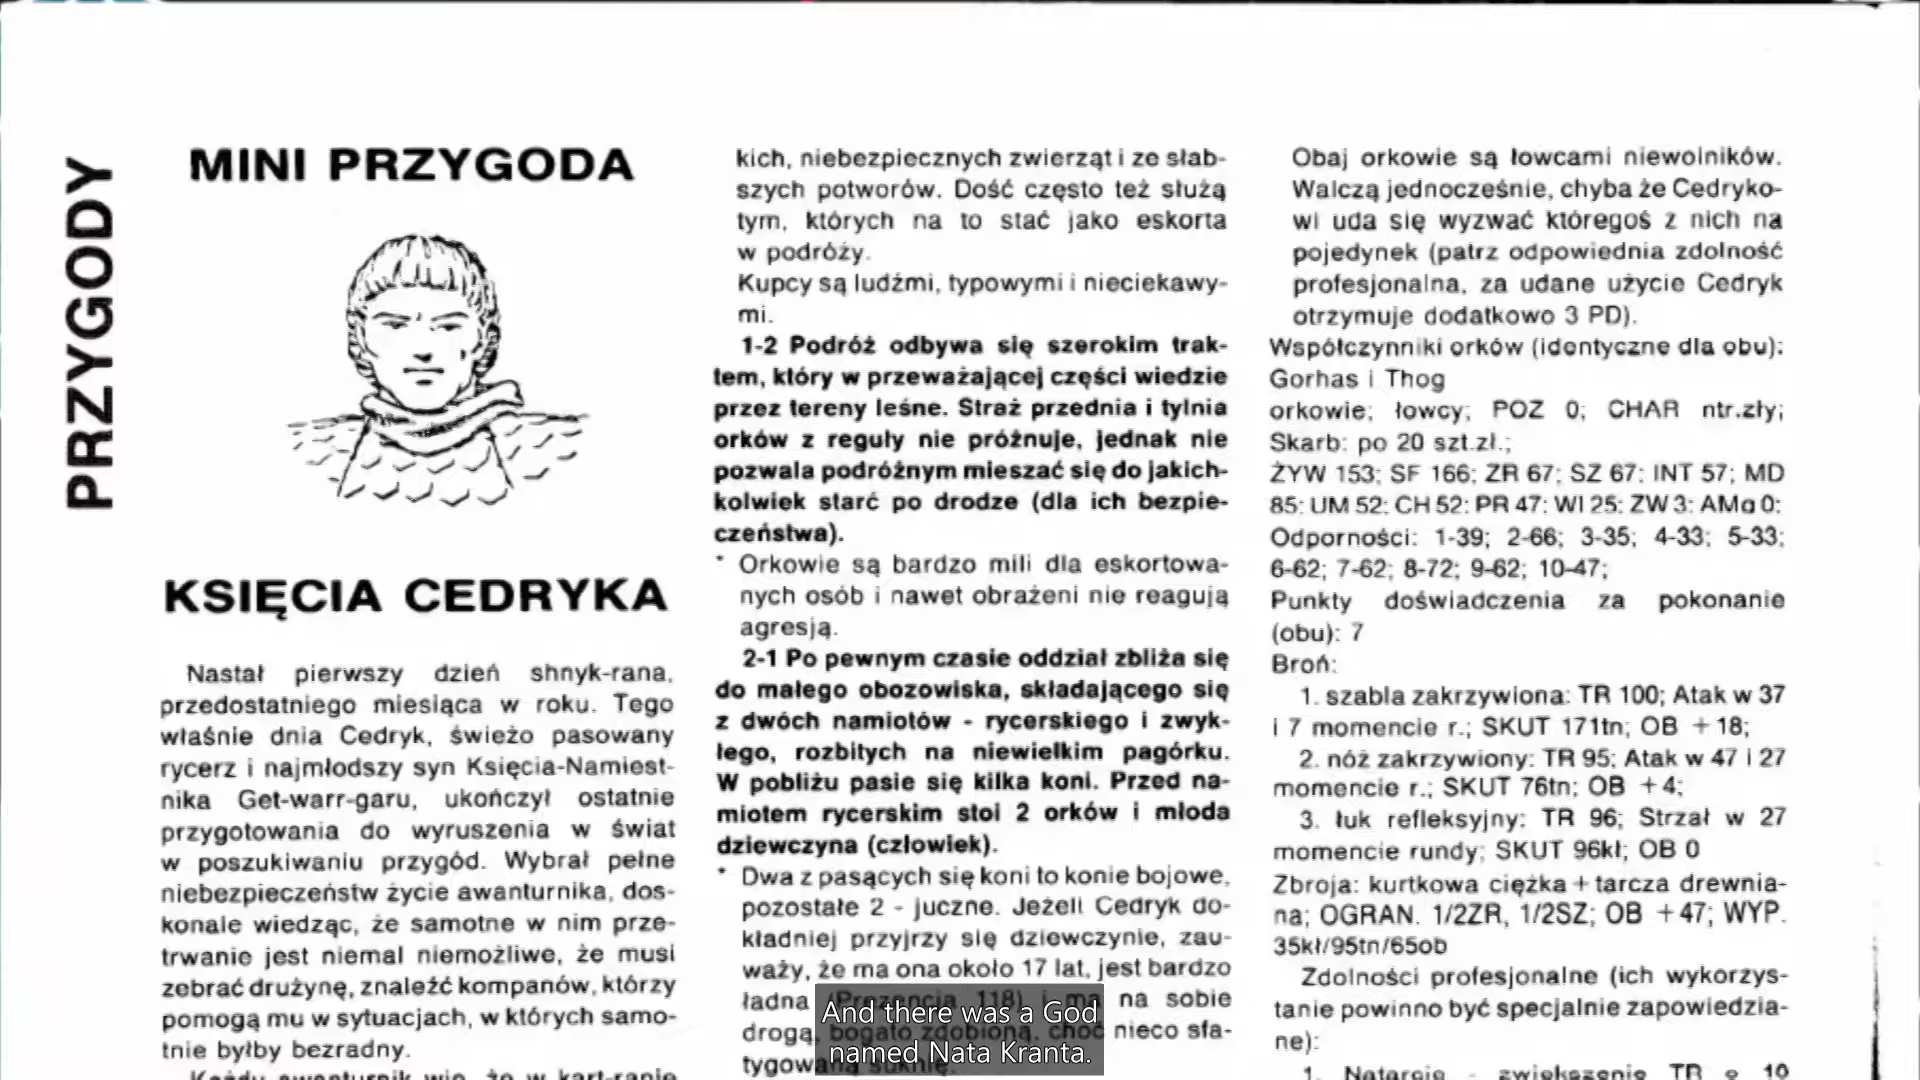 PRZYGODY
MINI PRZYGODA
KSIĘCIA CEDRYKA
Nastał pierwszy dzień shnyk-rana,
przedostatniego miesiąca w roku. Tego
właśnie dnia Cedryk, świeżo pasowany
rycerz i najmłodszy syn Księcia-Namiest-
nika Get-warr-garu, ukończył ostatnie
przygotowania do wyruszenia w świat
w poszukiwaniu przygód. Wybrał pełne
niebezpieczeństw życie awanturnika, dos-
konale wiedząc, że samotne w nim prze-
trwanie jest niemal niemożliwe, że musi
zebrać drużynę, znaleźć kompanów, którzy
pomogą mu w sytuacjach, w których samo-
tnie byłby bezradny.
Każdy awanturnik wie, że w kart-ranie
kich, niebezpiecznych zwierząt i ze słab-
szych potworów. Dość często też służą
tym, których na to stać jako eskorta
w podróży.
Kupcy są ludźmi, typowymi i nieciekawy-
mi.
1-2 Podróż odbywa się szerokim trak-
tem, który w przeważającej części wiedzie
przez tereny leśne. Straż przednia i tylnia
orków z reguły nie próżnuje, jednak nie
pozwala podróżnym mieszać się do jakich-
kolwiek starć po drodze (dla ich bezpie-
czeństwa).
* Orkowie są bardzo mili dla eskortowa-
nych osób i nawet obrażeni nie reagują
agresją.
2-1 Po pewnym czasie oddział zbliża się
do małego obozowiska, składającego się
z dwóch namiotów - rycerskiego i zwyk-
łego, rozbitych na niewielkim pagórku.
W pobliżu pasie się kilka koni. Przed na-
miotem rycerskim stoi 2 orków i młoda
dziewczyna (człowiek).
* Dwa z pasących się koni to konie bojowe,
pozostałe 2 - juczne. Jeżeli Cedryk do-
kładniej przyjrzy się dziewczynie, zau-
waży, że ma ona około 17 lat, jest bardzo
ładna (Prezencja 118) i ma na sobie
drogą, bogato zdobioną, choć nieco sfa-
tygowaną suknię.
Obaj orkowie są łowcami niewolników.
Walczą jednocześnie, chyba że Cedryko-
wi uda się wyzwać któregoś z nich na
pojedynek (patrz odpowiednia zdolność
profesjonalna, za udane użycie Cedryk
otrzymuje dodatkowo 3 PD).
Współczynniki orków (identyczne dla obu):
Gorhas i Thog
orkowie; łowcy; POZ 0; CHAR ntr.zły;
Skarb: po 20 szt.zł.;
ŻYW 153; SF 166; ZR 67; SZ 67; INT 57; MD
85; UM 52; CH 52; PR 47; WI 25; ZW 3; AMa 0;
Odporności: 1-39; 2-66; 3-35; 4-33; 5-33;
6-62; 7-62; 8-72; 9-62; 10-47;
Punkty doświadczenia za pokonanie
(obu): 7
Broń:
1. szabla zakrzywiona: TR 100; Atak w 37
i 7 momencie r.; SKUT 171tn; OB +18;
2. nóż zakrzywiony: TR 95; Atak w 47 i 27
momencie r.; SKUT 76tn; OB +4;
3. łuk refleksyjny: TR 96; Strzał w 27
momencie rundy; SKUT 96kł; OB 0
Zbroja: kurtkowa ciężka + tarcza drewnia-
na; OGRAN. 1/2ZR, 1/2SZ; OB +47; WYP.
35kł/95tn/65ob
Zdolności profesjonalne (ich wykorzys-
tanie powinno być specjalnie zapowiedzia-
ne):
1. Natarcie - zwiększenie TR o 10
And there was a God
named Nata Kranta.